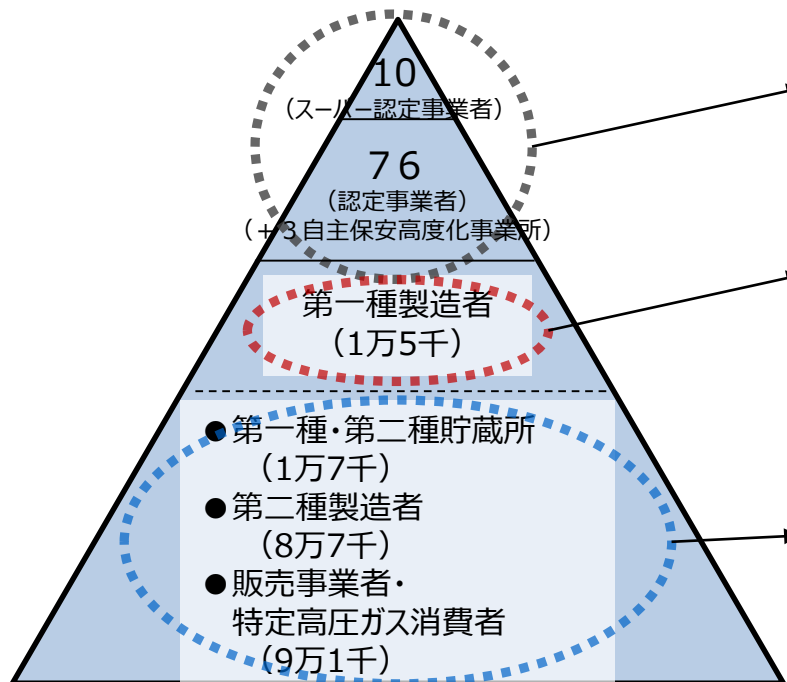 10
（スーパー認定事業者）
７６
（認定事業者）
（＋３自主保安高度化事業所）
第一種製造者
（1万5千）
●第一種・第二種貯蔵所
（1万7千）
●第二種製造者
（8万7千）
●販売事業者・
特定高圧ガス消費者
（9万1千）